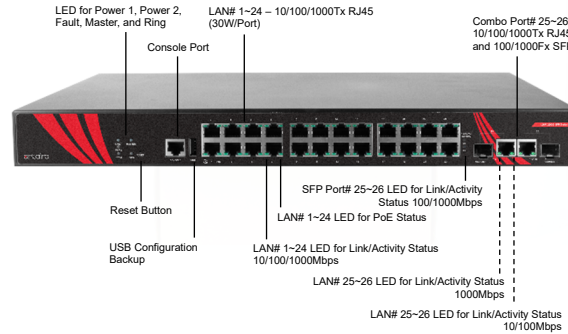 LED for Power 1, Power 2,
Fault, Master, and Ring
LAN# 1~24 – 10/100/1000Tx RJ45
(30W/Port)
Combo Port# 25~26
10/100/1000Tx RJ45
and 100/1000Fx SF
Console Port
antaira
SFP Port# 25~26 LED for Link/Activity
Status 100/1000Mbps
Reset Button
LAN# 1~24 LED for PoE Status
USB Configuration
Backup
LAN# 1~24 LED for Link/Activity Status
10/100/1000Mbps
LAN# 25~26 LED for Link/Activity Status
1000Mbps
LAN# 25~26 LED for Link/Activity Status
10/100Mbps